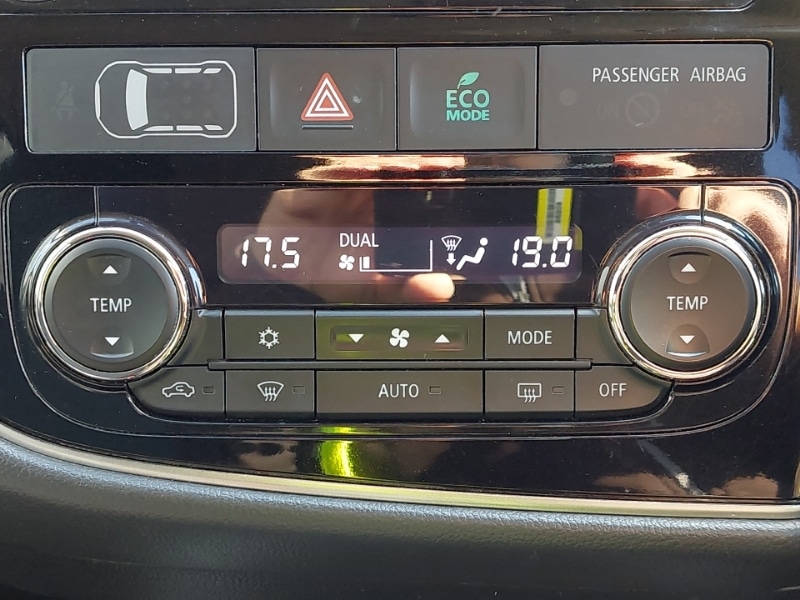 ECO
MODE
PASSENGER AIRBAG
17.5
DUAL
19.0
TEMP
TEMP
MODE
AUTO
OFF